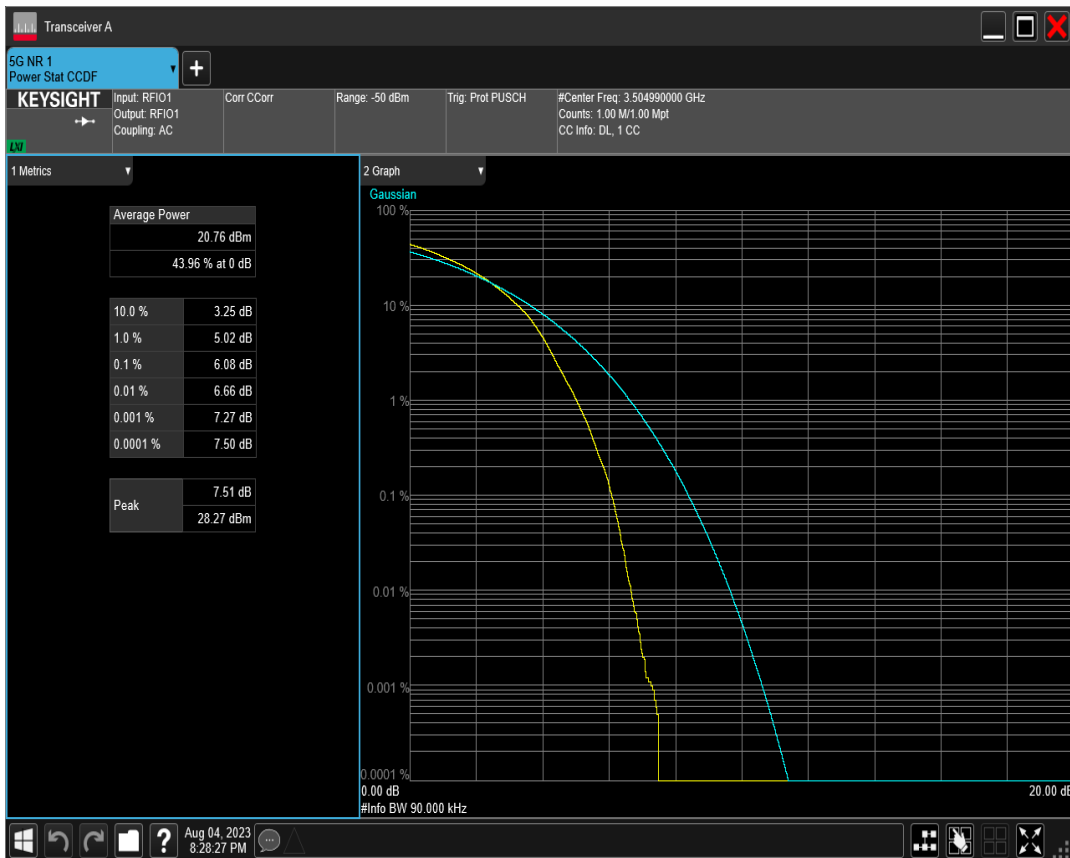 Transceiver A
5G NR 1
Power Stat CCDF
+
KEYSIGHT
LXI
Input: RFIO1
Output: RFIO1
Coupling: AC
Corr CCorr
Range: -50 dBm
Trig: Prot PUSCH
#Center Freq: 3.504990000 GHz
Counts: 1.00 M/1.00 Mpt
CC Info: DL, 1 CC
1 Metrics
Average Power
20.76 dBm
43.96 % at 0 dB
10.0 % 3.25 dB
1.0 % 5.02 dB
0.1 % 6.08 dB
0.01 % 6.66 dB
0.001 % 7.27 dB
0.0001 % 7.50 dB
Peak
7.51 dB
28.27 dBm
2 Graph
Gaussian
100 %
10 %
1 %
0.1 %
0.01 %
0.001 %
0.0001 %
0.00 dB 20.00 dB
#Info BW 90.000 kHz
?
Aug 04, 2023
8:28:27 PM